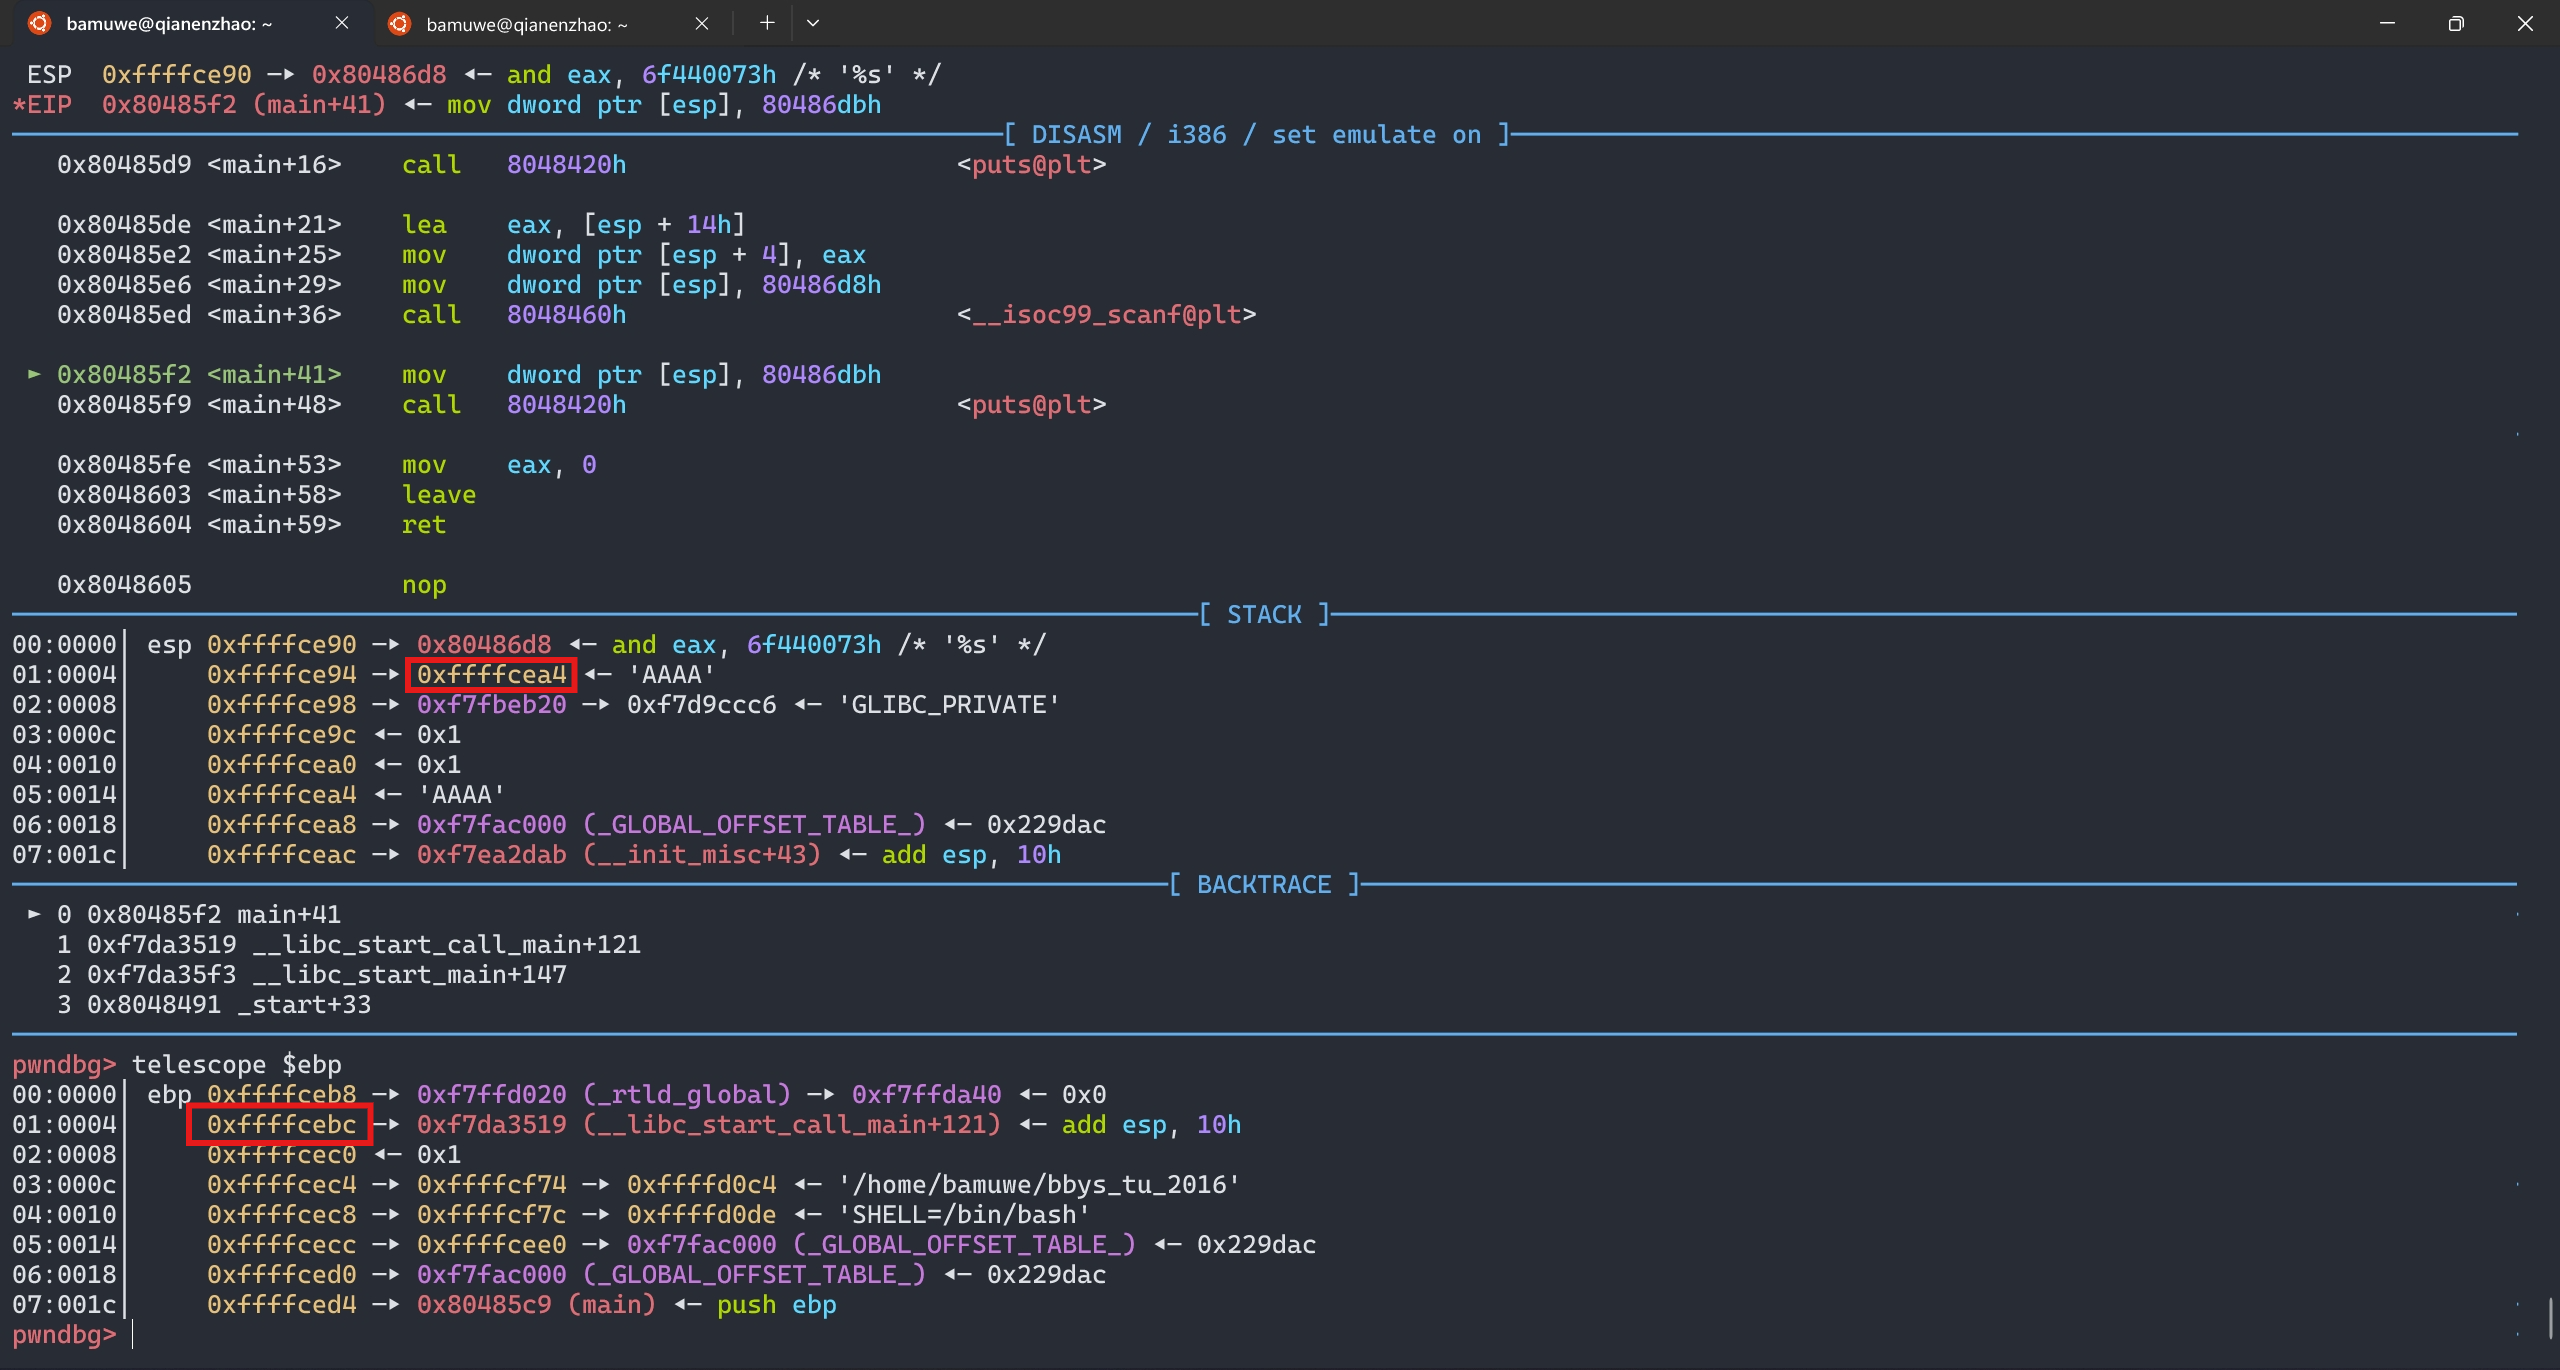 bamuwe@qianenzhao: ~ bamuwe@qianenzhao: ~
ESP 0xffffce90 —▸ 0x80486d8 ◂— and eax, 6f440073h /* '%s' */
*EIP 0x80485f2 (main+41) ◂— mov dword ptr [esp], 80486dbh
[ DISASM / i386 / set emulate on ]
0x80485d9 <main+16> call 8048420h <puts@plt>
0x80485de <main+21> lea eax, [esp + 14h]
0x80485e2 <main+25> mov dword ptr [esp + 4], eax
0x80485e6 <main+29> mov dword ptr [esp], 80486d8h
0x80485ed <main+36> call 8048460h <__isoc99_scanf@plt>
► 0x80485f2 <main+41> mov dword ptr [esp], 80486dbh
0x80485f9 <main+48> call 8048420h <puts@plt>
0x80485fe <main+53> mov eax, 0
0x8048603 <main+58> leave
0x8048604 <main+59> ret
0x8048605 nop
[ STACK ]
00:0000│ esp 0xffffce90 —▸ 0x80486d8 ◂— and eax, 6f440073h /* '%s' */
01:0004│ 0xffffce94 —▸ 0xffffcea4 ◂— 'AAAA'
02:0008│ 0xffffce98 —▸ 0xf7fbeb20 —▸ 0xf7d9ccc6 ◂— 'GLIBC_PRIVATE'
03:000c│ 0xffffce9c ◂— 0x1
04:0010│ 0xffffcea0 ◂— 0x1
05:0014│ 0xffffcea4 ◂— 'AAAA'
06:0018│ 0xffffcea8 —▸ 0xf7fac000 (_GLOBAL_OFFSET_TABLE_) ◂— 0x229dac
07:001c│ 0xffffceac —▸ 0xf7ea2dab (__init_misc+43) ◂— add esp, 10h
[ BACKTRACE ]
► 0 0x80485f2 main+41
1 0xf7da3519 __libc_start_call_main+121
2 0xf7da35f3 __libc_start_main+147
3 0x8048491 _start+33
pwndbg> telescope $ebp
00:0000│ ebp 0xffffceb8 —▸ 0xf7ffd020 (_rtld_global) —▸ 0xf7ffda40 ◂— 0x0
01:0004│ 0xffffcebc —▸ 0xf7da3519 (__libc_start_call_main+121) ◂— add esp, 10h
02:0008│ 0xffffcec0 ◂— 0x1
03:000c│ 0xffffcec4 —▸ 0xffffcf74 —▸ 0xffffd0c4 ◂— '/home/bamuwe/bbys_tu_2016'
04:0010│ 0xffffcec8 —▸ 0xffffcf7c —▸ 0xffffd0de ◂— 'SHELL=/bin/bash'
05:0014│ 0xffffcecc —▸ 0xffffcee0 —▸ 0xf7fac000 (_GLOBAL_OFFSET_TABLE_) ◂— 0x229dac
06:0018│ 0xffffced0 —▸ 0xf7fac000 (_GLOBAL_OFFSET_TABLE_) ◂— 0x229dac
07:001c│ 0xffffced4 —▸ 0x80485c9 (main) ◂— push ebp
pwndbg>